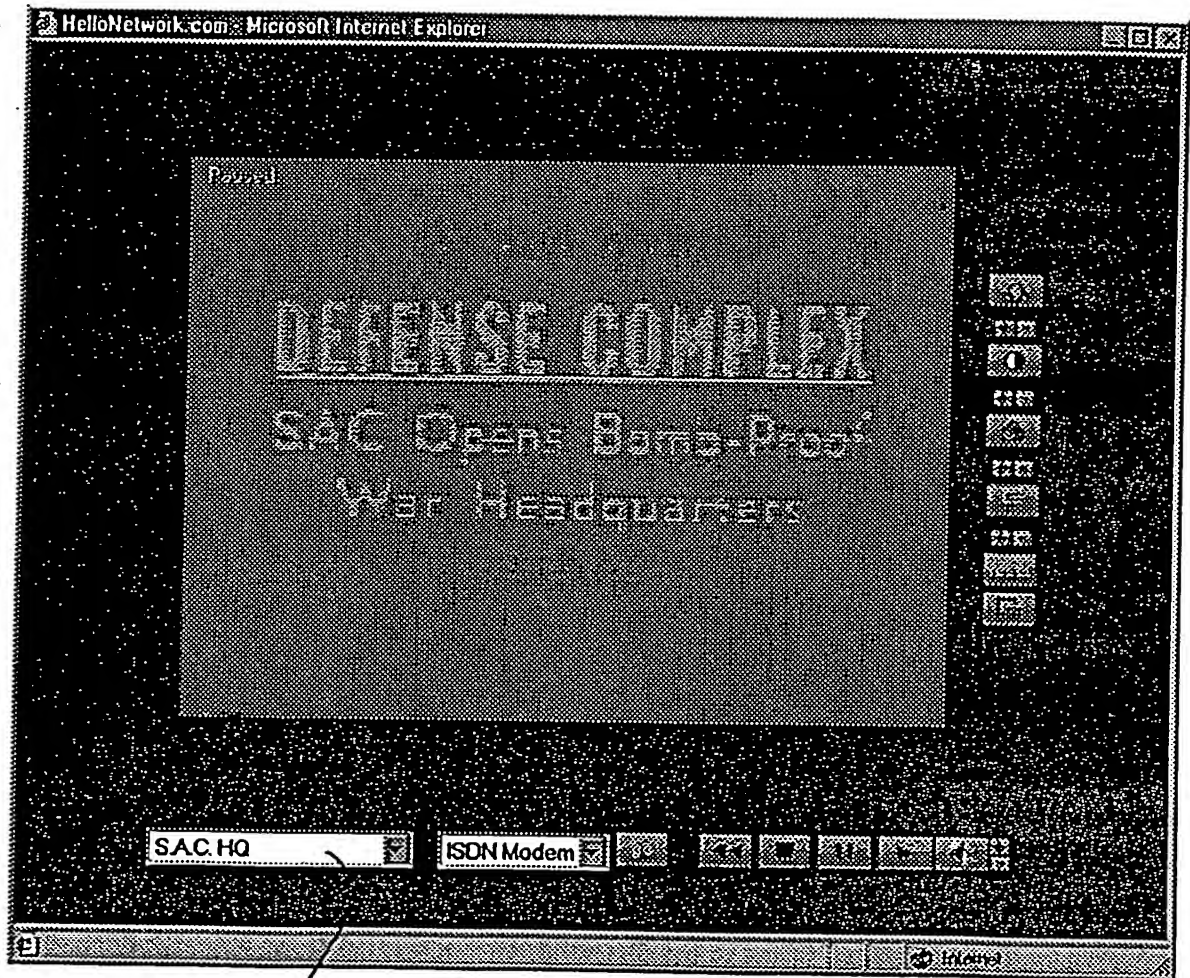 HelloNetwork.com - Microsoft Internet Explorer
Paused
DEFENSE COMPLEX
SAC Opens Bomb-Proof
War Headquarters
S.A.C. HQ
ISDN Modem
Internet